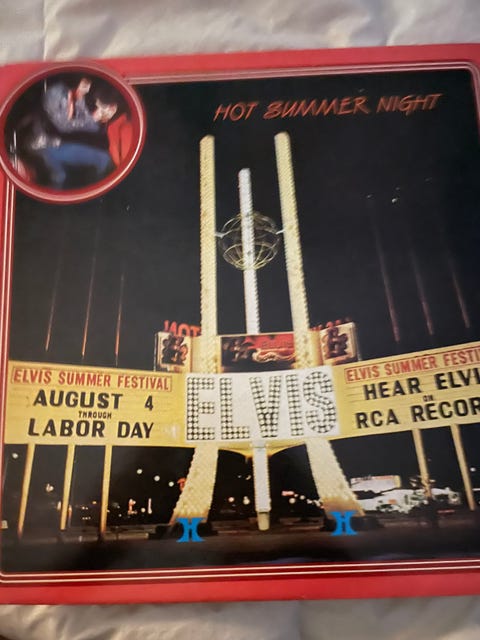 HOT SUMMER NIGHT
ELVIS SUMMER FESTIVAL
AUGUST 4
THROUGH
LABOR DAY
ELVIS
ELVIS SUMMER FESTI
HEAR ELVI
ON
RCA RECOR
H
H